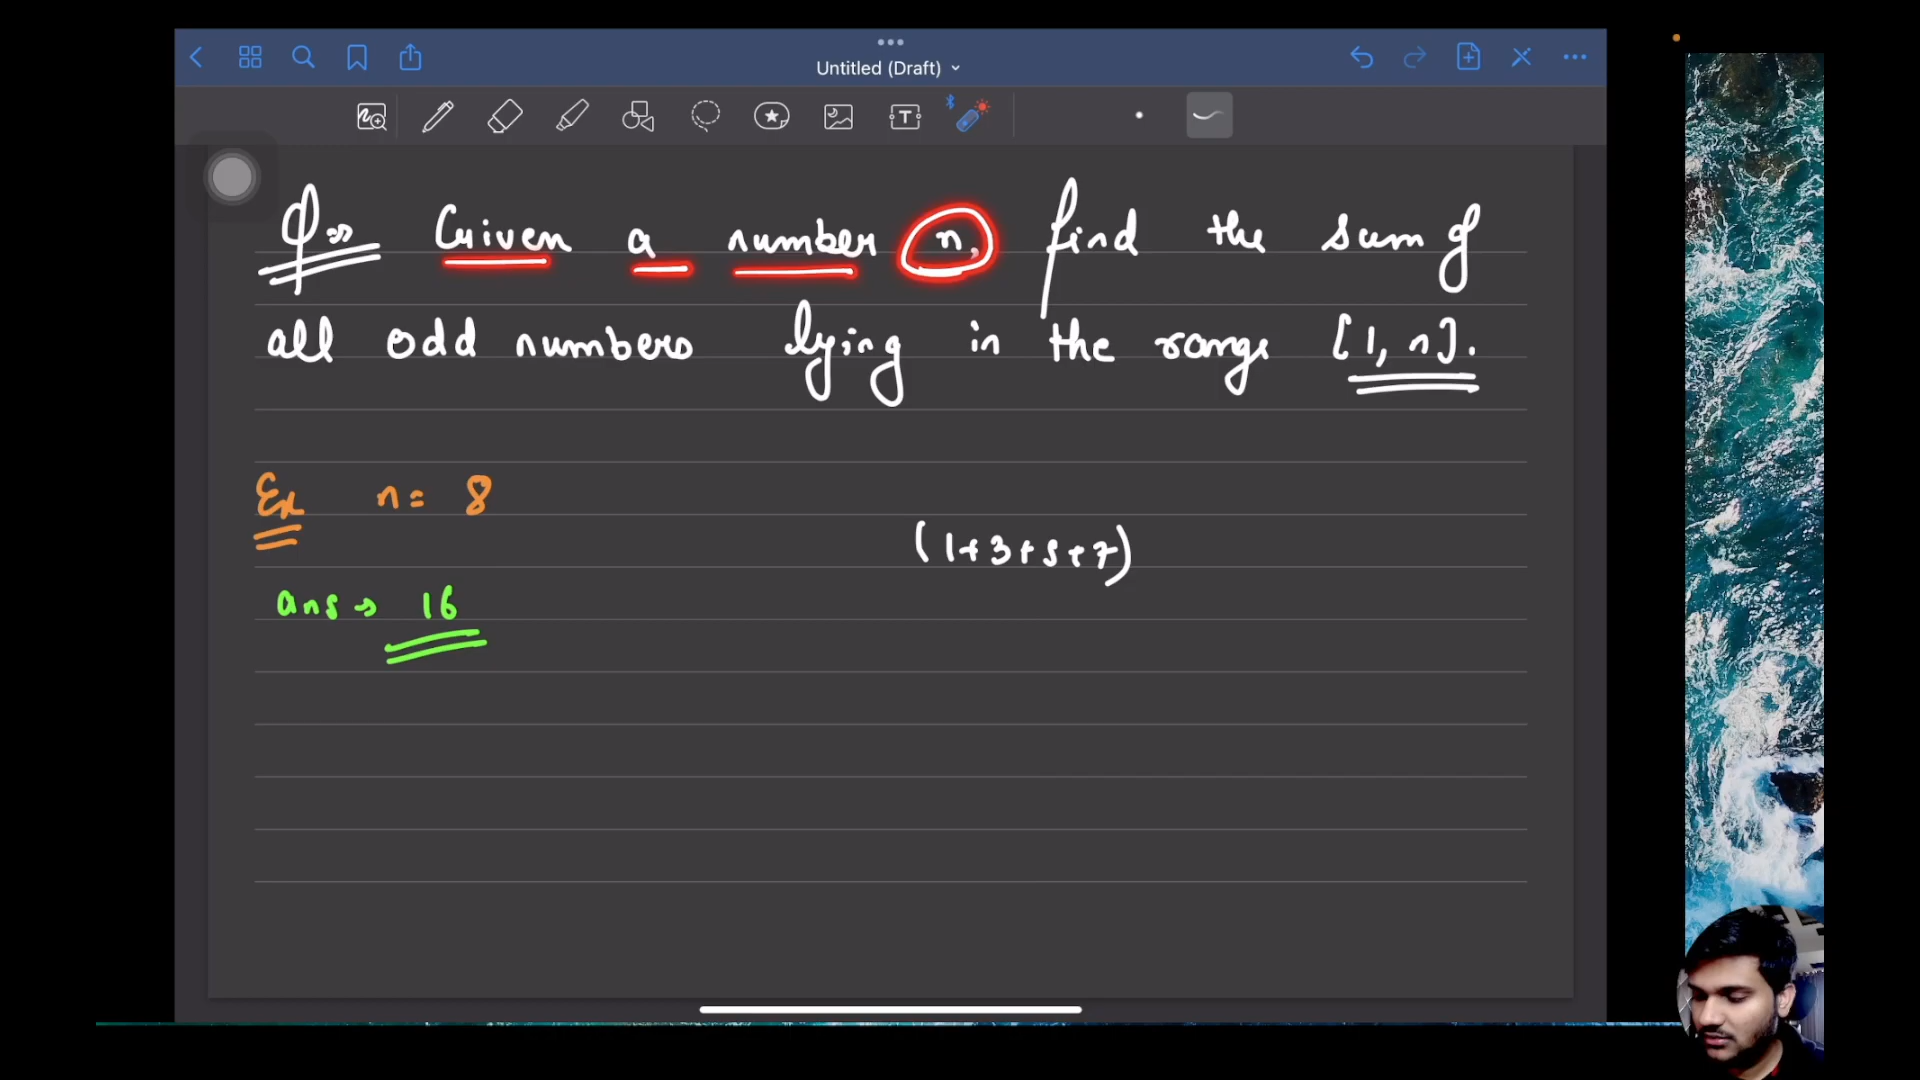 Untitled (Draft)
Q→ Given a number n, find the sum of
all odd numbers lying in the range [1, n].
Ex n = 8
(1+3+5+7)
ans → 16